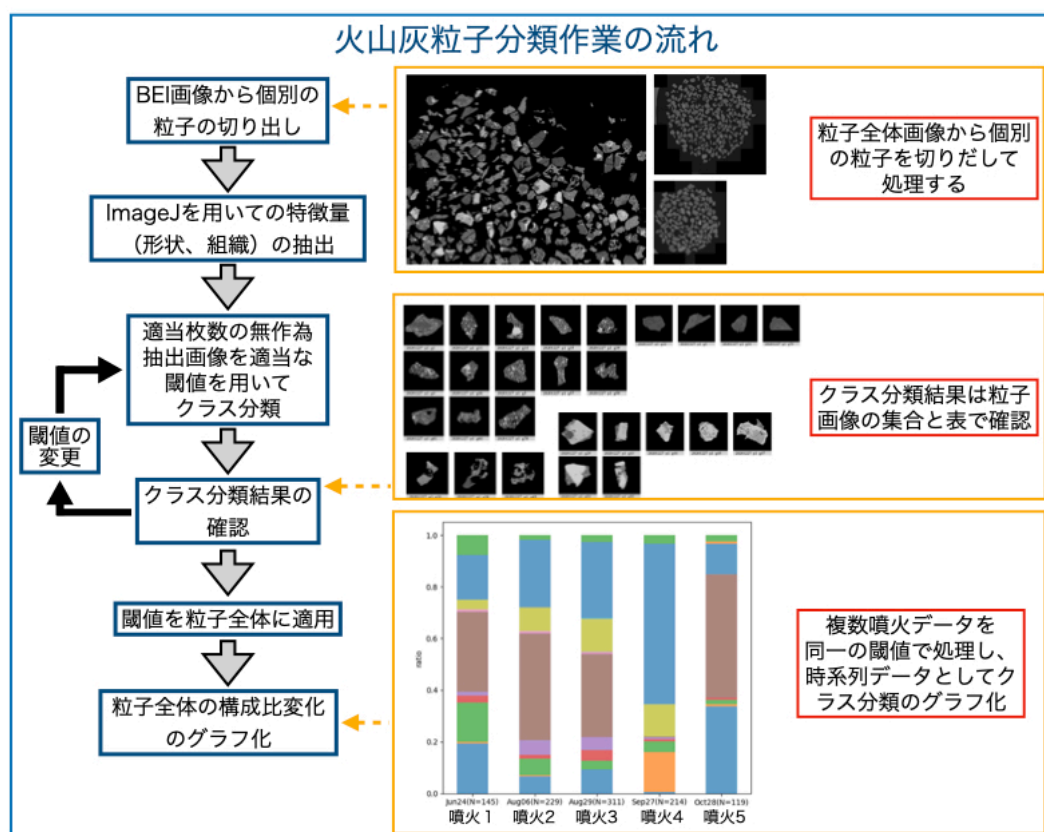 火山灰粒子分類作業の流れ
BEI画像から個別の
粒子の切り出し
ImageJを用いての特徴量
（形状、組織）の抽出
適当枚数の無作為
抽出画像を適当な
閾値を用いて
クラス分類
閾値の
変更
クラス分類結果の
確認
閾値を粒子全体に適用
粒子全体の構成比変化
のグラフ化
粒子全体画像から個別
の粒子を切りだして
処理する
クラス分類結果は粒子
画像の集合と表で確認
1.0
0.8
0.6
0.4
0.2
0.0
ratio
Jun24(N=145) Aug06(N=229) Aug29(N=311) Sep27(N=214) Oct28(N=119)
噴火1 噴火2 噴火3 噴火4 噴火5
複数噴火データを
同一の閾値で処理し、
時系列データとしてク
ラス分類のグラフ化